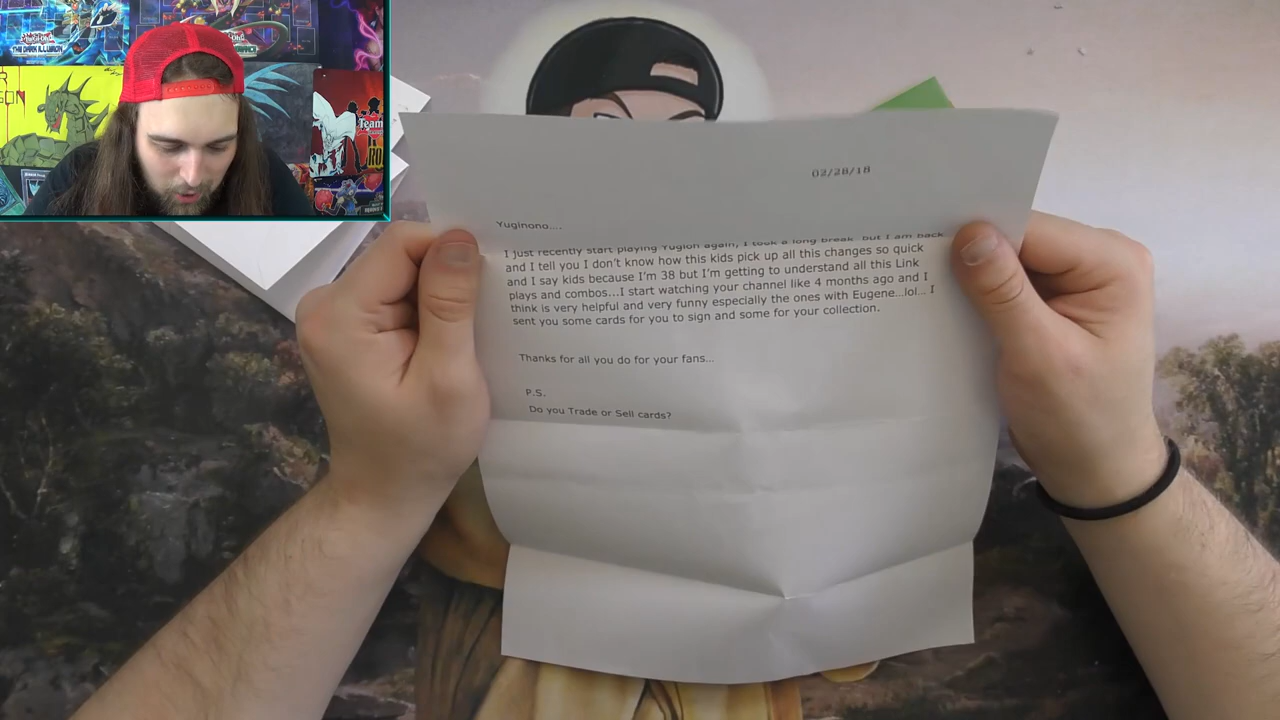 THE DARK ILLUSION
Team
02/28/18
Yuginono....
I just recently start playing Yugioh again, I took a long break but I am back
and I tell you I don't know how this kids pick up all this changes so quick
and I say kids because I'm 38 but I'm getting to understand all this Link
plays and combos...I start watching your channel like 4 months ago and I
think is very helpful and very funny especially the ones with Eugene...lol... I
sent you some cards for you to sign and some for your collection.
Thanks for all you do for your fans...
P.S.
Do you Trade or Sell cards?